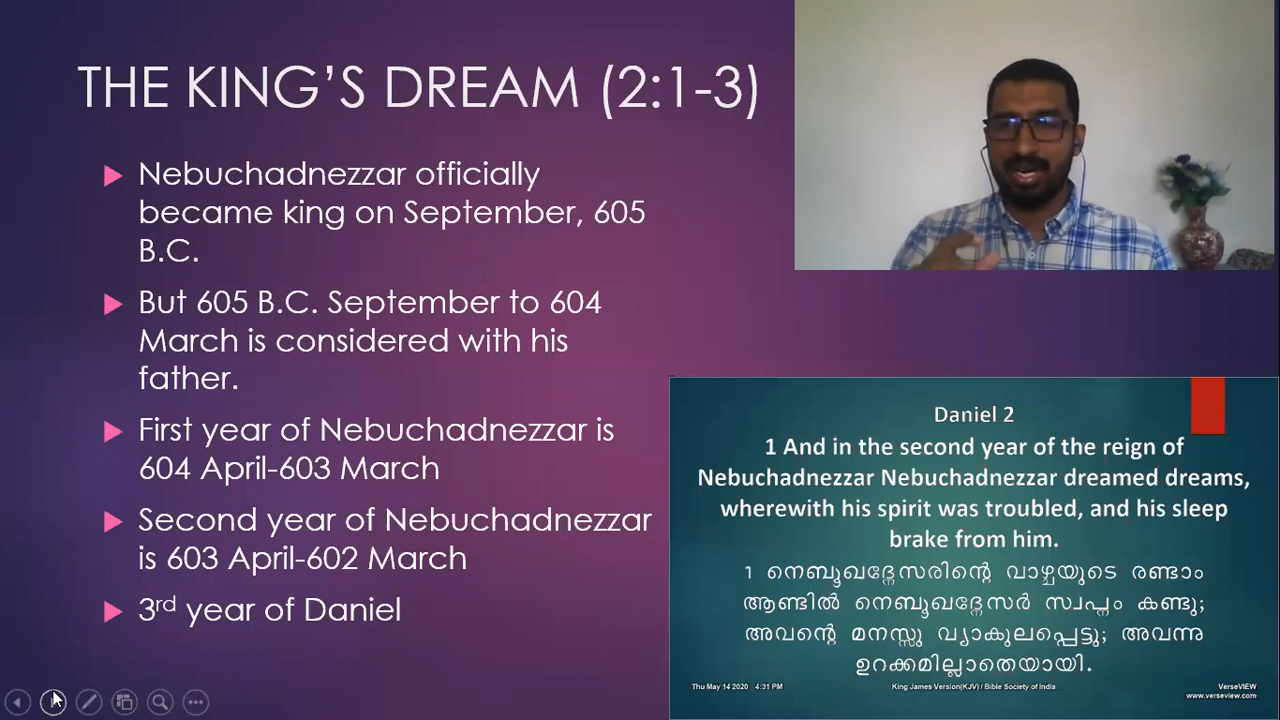 THE KING’S DREAM (2:1-3)
Nebuchadnezzar officially
became king on September, 605
B.C.
But 605 B.C. September to 604
March is considered with his
father.
First year of Nebuchadnezzar is
604 April-603 March
Second year of Nebuchadnezzar
is 603 April-602 March
3rd year of Daniel
Daniel 2
1 And in the second year of the reign of
Nebuchadnezzar Nebuchadnezzar dreamed dreams,
wherewith his spirit was troubled, and his sleep
brake from him.
1 നെബൂഖദ്നേസരിന്റെ വാഴ്ചയുടെ രണ്ടാം
ആണ്ടിൽ നെബൂഖദ്നേസർ സ്വപ്നം കണ്ടു;
അവന്റെ മനസ്സു വ്യാകുലപ്പെട്ടു; അവന്നു
ഉറക്കമില്ലാതെയായി.
Thu May 14 2020 4:31 PM
King James Version(KJV) / Bible Society of India
VerseVIEW
www.verseview.com